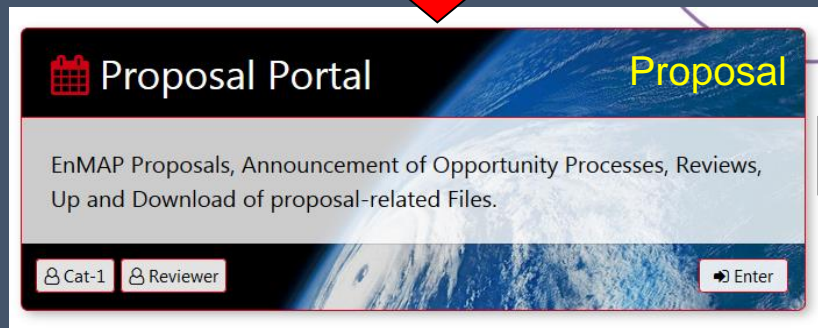 Proposal Portal
Proposal
EnMAP Proposals, Announcement of Opportunity Processes, Reviews,
Up and Download of proposal-related Files.
Cat-1
Reviewer
Enter